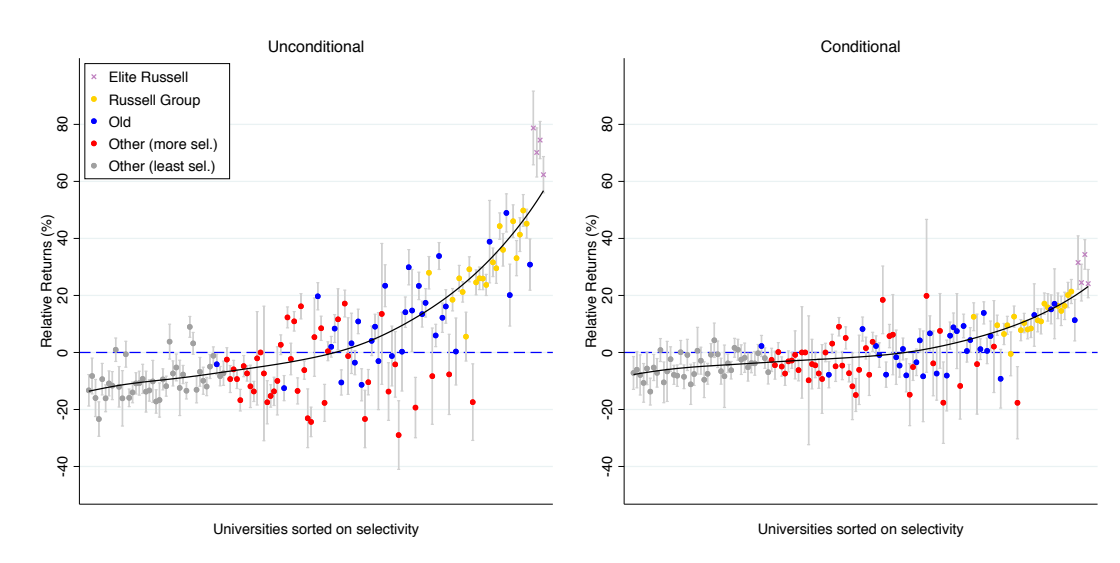 Unconditional
Elite Russell
Russell Group
Old
Other (more sel.)
Other (least sel.)
Relative Returns (%)
80
60
40
20
0
-20
-40
Universities sorted on selectivity
Conditional
Relative Returns (%)
80
60
40
20
0
-20
-40
Universities sorted on selectivity